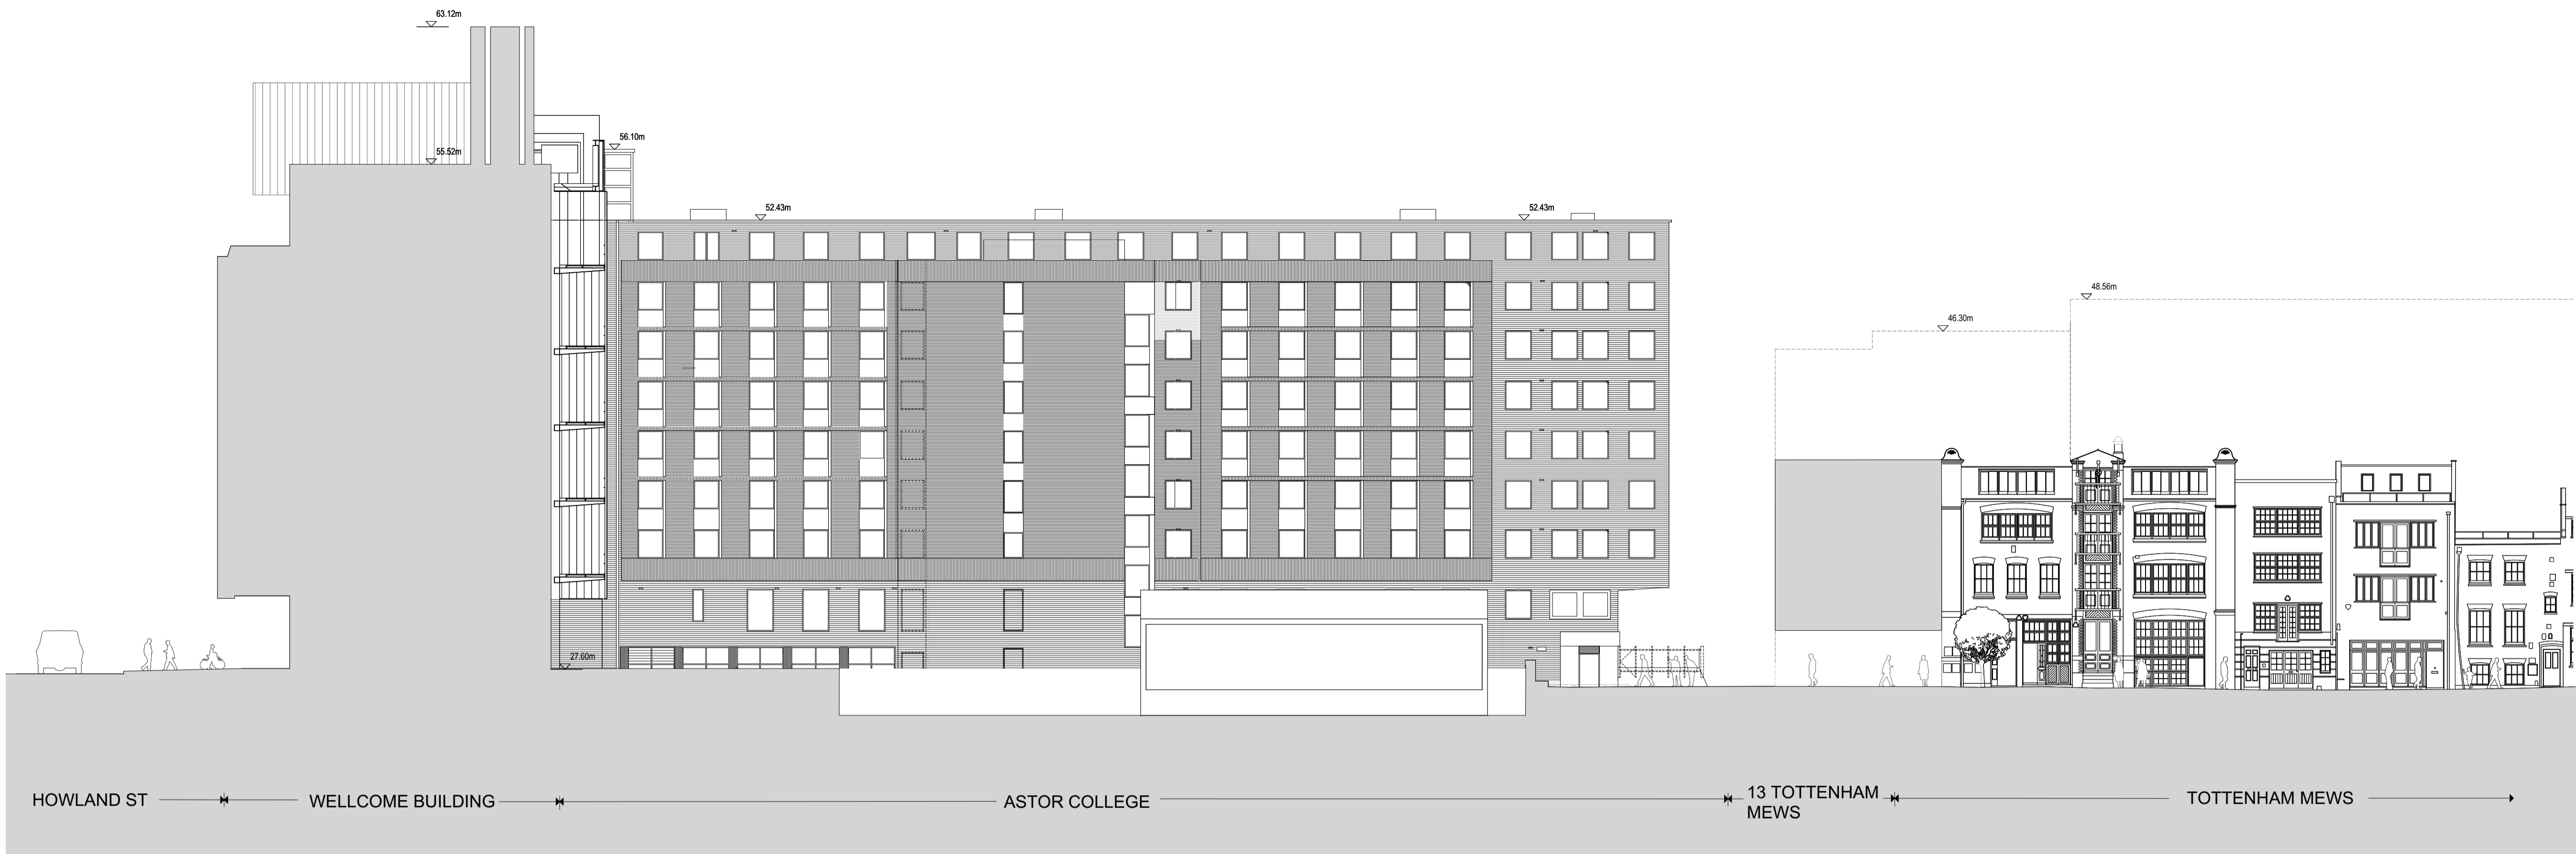 63.12m
55.52m
56.10m
52.43m
52.43m
48.56m
46.30m
27.60m
HOWLAND ST
WELLCOME BUILDING
ASTOR COLLEGE
13 TOTTENHAM
MEWS
TOTTENHAM MEWS